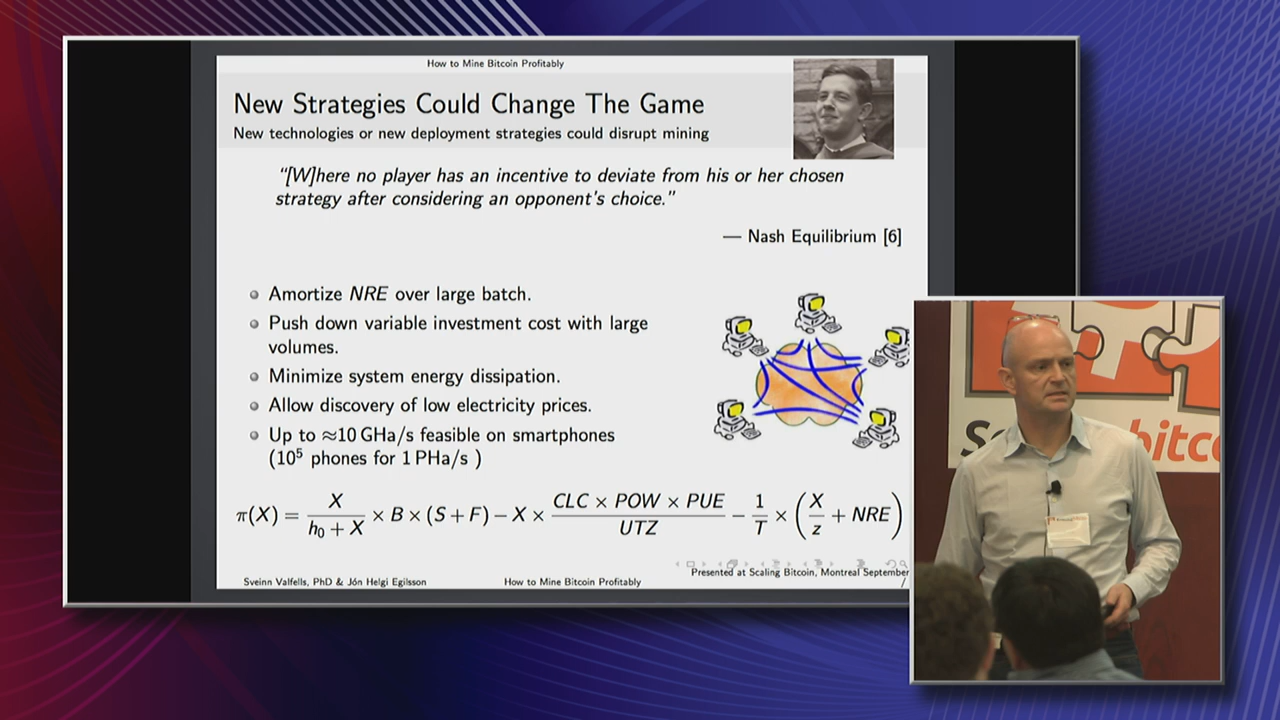 How to Mine Bitcoin Profitably
New Strategies Could Change The Game
New technologies or new deployment strategies could disrupt mining
“[W]here no player has an incentive to deviate from his or her chosen
strategy after considering an opponent’s choice.”
— Nash Equilibrium [6]
Amortize NRE over large batch.
Push down variable investment cost with large
volumes.
Minimize system energy dissipation.
Allow discovery of low electricity prices.
Up to ≈10 GHa/s feasible on smartphones
(10⁵ phones for 1 PHa/s )
π(X) = X / (h₀ + X) × B × (S + F) − X × (CLC × POW × PUE) / UTZ − 1/T × (X/z + NRE)
Presented at Scaling Bitcoin, Montreal September
Sveinn Valfells, PhD & Jón Helgi Egilsson How to Mine Bitcoin Profitably /
bitc